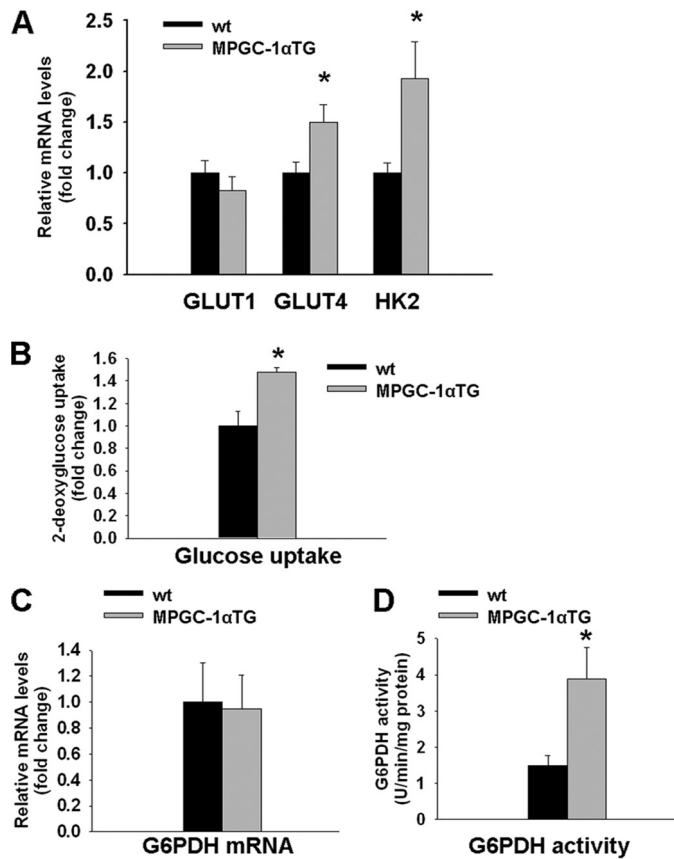 A
wt
MPGC-1αTG
Relative mRNA levels
(fold change)
2.5
2.0
1.5
1.0
0.5
0.0
*
*
GLUT1 GLUT4 HK2
B
2-deoxyglucose uptake
(fold change)
1.6
1.4
1.2
1.0
0.8
0.6
0.4
0.2
0.0
*
wt
MPGC-1αTG
Glucose uptake
C
wt
MPGC-1αTG
Relative mRNA levels
(fold change)
1.4
1.2
1.0
0.8
0.6
0.4
0.2
0.0
G6PDH mRNA
D
wt
MPGC-1αTG
G6PDH activity
(U/min/mg protein)
5
4
3
2
1
0
*
G6PDH activity